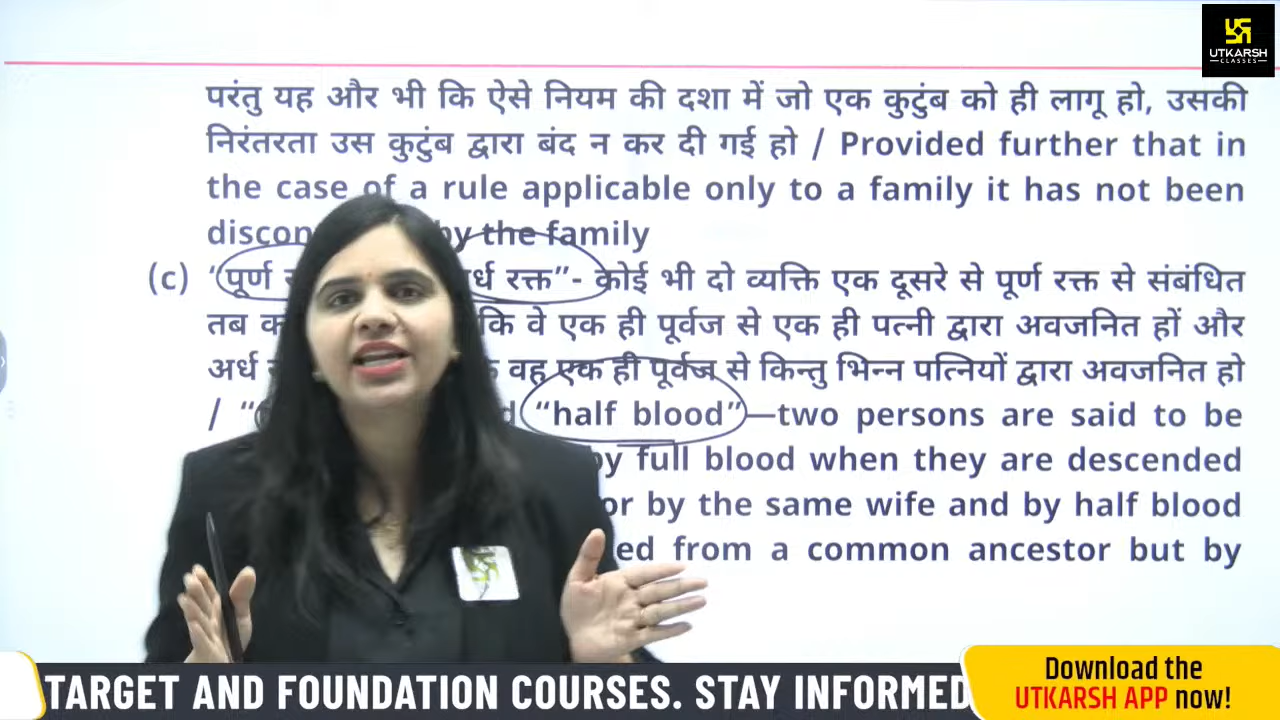 UTKARSH
CLASSES
परंतु यह और भी कि ऐसे नियम की दशा में जो एक कुटुंब को ही लागू हो, उसकी
निरंतरता उस कुटुंब द्वारा बंद न कर दी गई हो / Provided further that in
the case of a rule applicable only to a family it has not been
by the family
(c) "पूर्ण रक्त"- कोई भी दो व्यक्ति एक दूसरे से पूर्ण रक्त से संबंधित
तब कि वे एक ही पूर्वज से एक ही पत्नी द्वारा अवजनित हों और
अर्ध वह एक ही पूर्वज से किन्तु भिन्न पत्नियों द्वारा अवजनित हो
/ "half blood"—two persons are said to be
by full blood when they are descended
by the same wife and by half blood
from a common ancestor but by
TARGET AND FOUNDATION COURSES. STAY INFORMED
Download the
UTKARSH APP now!